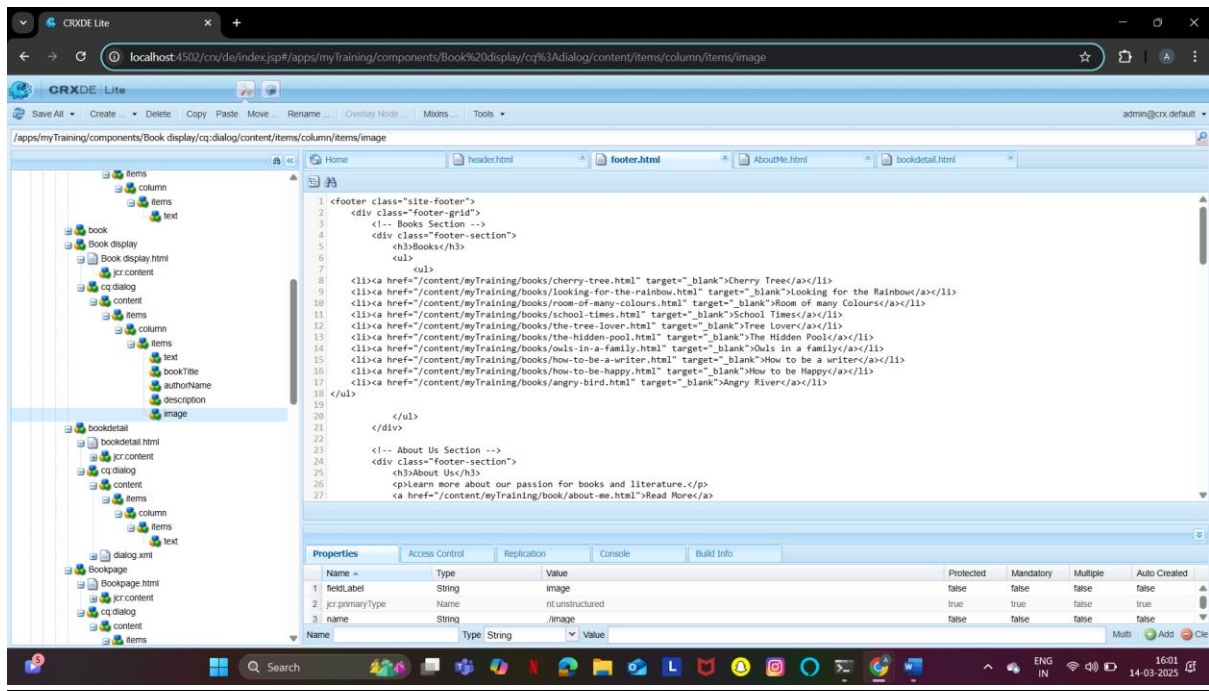 CRXDE Lite
localhost:4502/crx/de/index.jsp#/apps/myTraining/components/Book%20display/cq%3Adialog/content/items/column/items/image
A
CRXDE Lite
Save All Create ... Delete Copy Paste Move ... Rename ... Overlay Node ... Mixins ... Tools admin@crx.default
/apps/myTraining/components/Book display/cq:dialog/content/items/column/items/image
items
column
items
text
book
Book display
Book display.html
jcr:content
cq:dialog
content
items
column
items
text
bookTitle
authorName
description
image
bookdetail
bookdetail.html
jcr:content
cq:dialog
content
items
column
items
text
dialog.xml
Bookpage
Bookpage.html
jcr:content
cq:dialog
content
items
Home header.html footer.html AboutMe.html bookdetail.html
1 <footer class="site-footer">
2 <div class="footer-grid">
3 <!-- Books Section -->
4 <div class="footer-section">
5 <h3>Books</h3>
6 <ul>
7 <ul>
8 <li><a href="/content/myTraining/books/cherry-tree.html" target="_blank">Cherry Tree</a></li>
9 <li><a href="/content/myTraining/books/looking-for-the-rainbow.html" target="_blank">Looking for the Rainbow</a></li>
10 <li><a href="/content/myTraining/books/room-of-many-colours.html" target="_blank">Room of many Colours</a></li>
11 <li><a href="/content/myTraining/books/school-times.html" target="_blank">School Times</a></li>
12 <li><a href="/content/myTraining/books/the-tree-lover.html" target="_blank">Tree Lover</a></li>
13 <li><a href="/content/myTraining/books/the-hidden-pool.html" target="_blank">The Hidden Pool</a></li>
14 <li><a href="/content/myTraining/books/owls-in-a-family.html" target="_blank">Owls in a family</a></li>
15 <li><a href="/content/myTraining/books/how-to-be-a-writer.html" target="_blank">How to be a writer</a></li>
16 <li><a href="/content/myTraining/books/how-to-be-happy.html" target="_blank">How to be Happy</a></li>
17 <li><a href="/content/myTraining/books/angry-bird.html" target="_blank">Angry River</a></li>
18 </ul>
19
20 </ul>
21 </div>
22
23 <!-- About Us Section -->
24 <div class="footer-section">
25 <h3>About Us</h3>
26 <p>Learn more about our passion for books and literature.</p>
27 <a href="/content/myTraining/book/about-me.html">Read More</a>
Properties Access Control Replication Console Build Info
Name Type Value Protected Mandatory Multiple Auto Created
1 fieldLabel String image false false false false
2 jcr:primaryType Name nt:unstructured true true false true
3 name String ./image false false false false
Name Type String Value Multi Add Cle
5 Search L N W ENG IN 16:01 14-03-2025